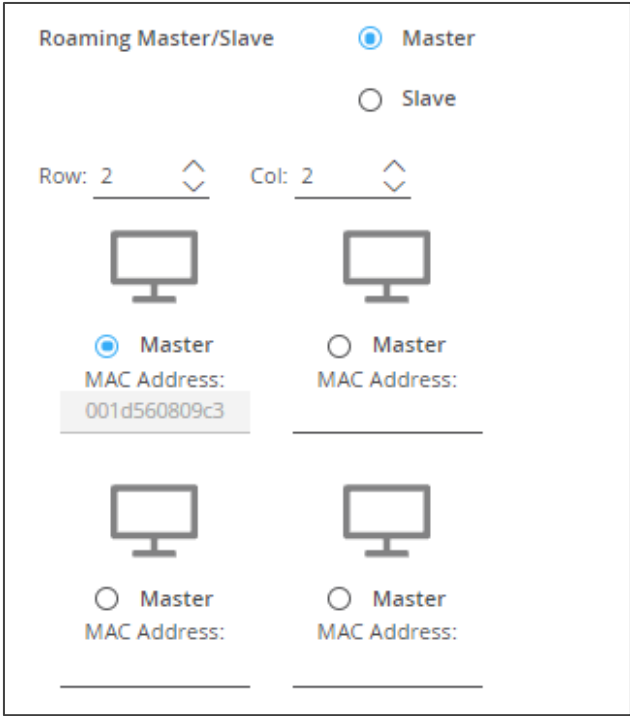 Roaming Master/Slave Master
Slave
Row: 2 Col: 2
Master Master
MAC Address: MAC Address:
001d560809c3
Master Master
MAC Address: MAC Address: